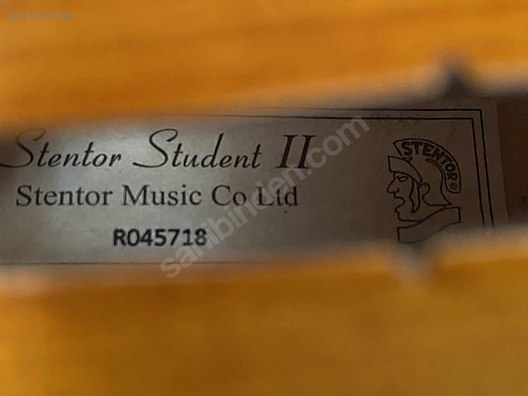 Stentor Student II
Stentor Music Co Ltd
R045718
STENTOR
sahibinden.com